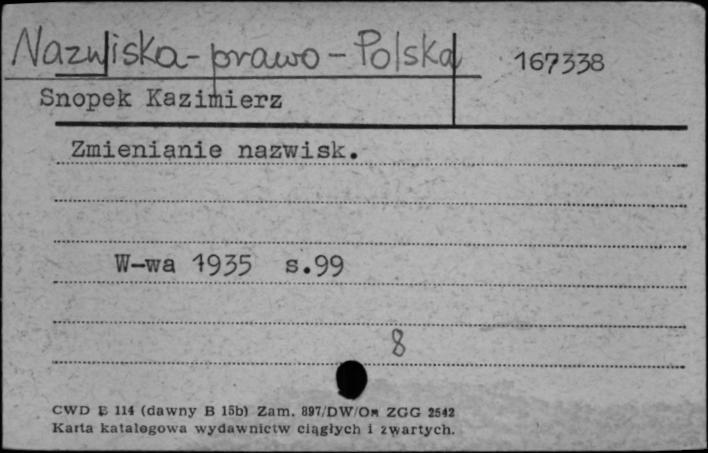 Nazwiska - prawo - Polska
167338
Snopek Kazimierz
Zmienianie nazwisk.
W-wa 1935 s.99
8
CWD B 114 (dawny B 15b) Zam. 897/DW/Om ZGG 2542
Karta katalogowa wydawnictw ciągłych i zwartych.